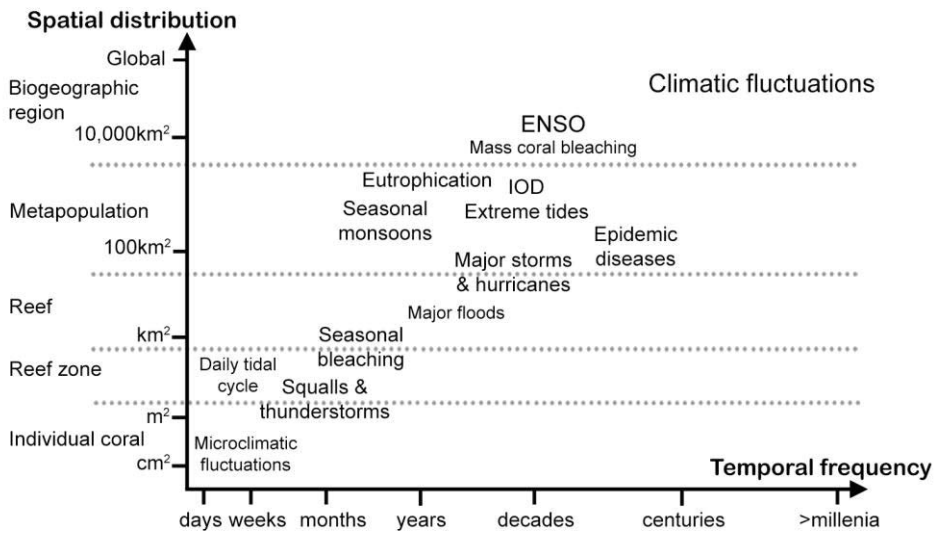 Spatial distribution
Global
Biogeographic
region
Climatic fluctuations
10,000km²
ENSO
Mass coral bleaching
Eutrophication
IOD
Metapopulation
Seasonal
monsoons
Extreme tides
Epidemic
diseases
100km²
Major storms
& hurricanes
Reef
Major floods
km²
Seasonal
bleaching
Reef zone
Daily tidal
cycle
Squalls &
thunderstorms
m²
Individual coral
Microclimatic
fluctuations
cm²
Temporal frequency
days weeks months years decades centuries >millenia